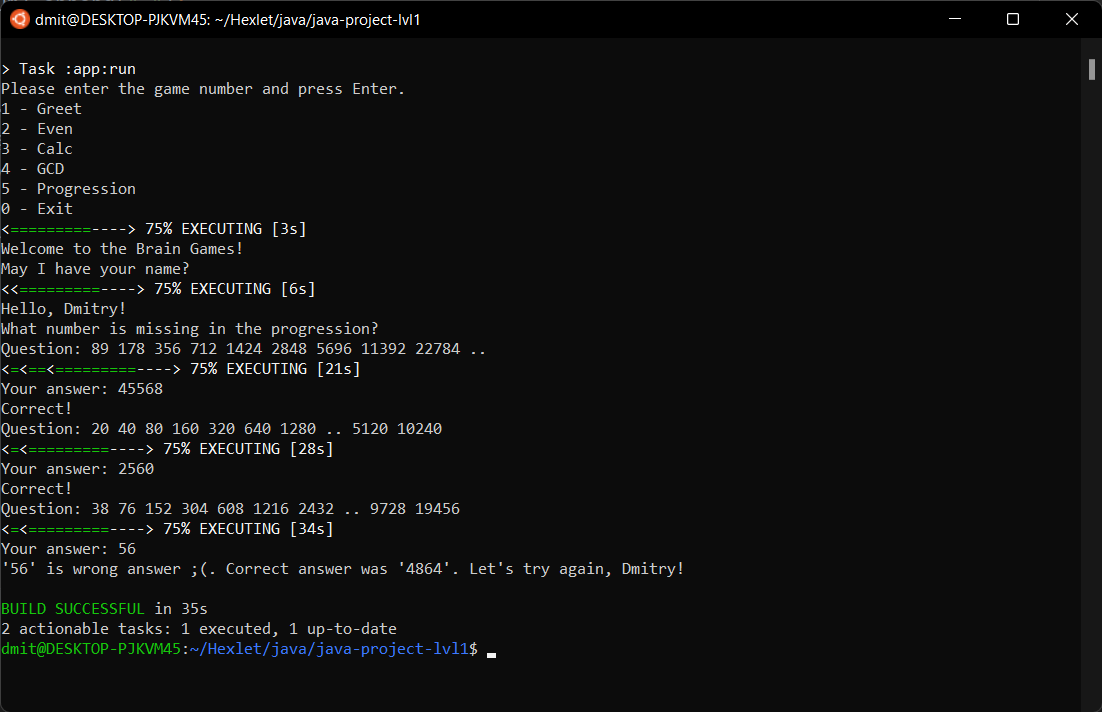 dmit@DESKTOP-PJKVM45: ~/Hexlet/java/java-project-lvl1
> Task :app:run
Please enter the game number and press Enter.
1 - Greet
2 - Even
3 - Calc
4 - GCD
5 - Progression
0 - Exit
<=========----> 75% EXECUTING [3s]
Welcome to the Brain Games!
May I have your name?
<<=========----> 75% EXECUTING [6s]
Hello, Dmitry!
What number is missing in the progression?
Question: 89 178 356 712 1424 2848 5696 11392 22784 ..
<=<==<=========----> 75% EXECUTING [21s]
Your answer: 45568
Correct!
Question: 20 40 80 160 320 640 1280 .. 5120 10240
<=<=========----> 75% EXECUTING [28s]
Your answer: 2560
Correct!
Question: 38 76 152 304 608 1216 2432 .. 9728 19456
<=<=========----> 75% EXECUTING [34s]
Your answer: 56
'56' is wrong answer ;(. Correct answer was '4864'. Let's try again, Dmitry!
BUILD SUCCESSFUL in 35s
2 actionable tasks: 1 executed, 1 up-to-date
dmit@DESKTOP-PJKVM45:~/Hexlet/java/java-project-lvl1$